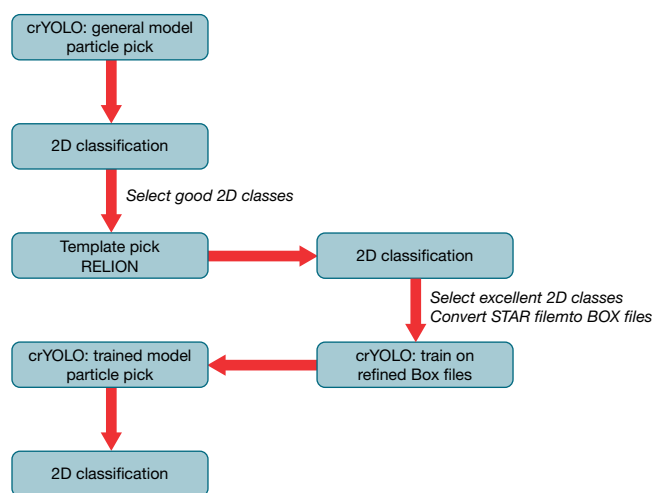 crYOLO: general model
particle pick
2D classification
Select good 2D classes
Template pick
RELION
2D classification
Select excellent 2D classes
Convert STAR filemto BOX files
crYOLO: train on
refined Box files
crYOLO: trained model
particle pick
2D classification